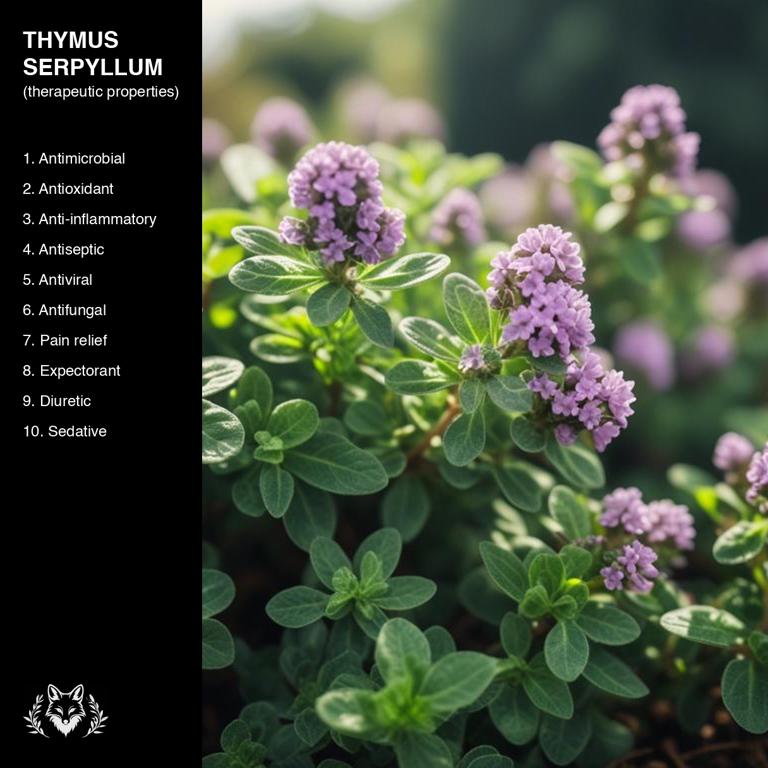 THYMUS
SERPYLLUM
(therapeutic properties)
1. Antimicrobial
2. Antioxidant
3. Anti-inflammatory
4. Antiseptic
5. Antiviral
6. Antifungal
7. Pain relief
8. Expectorant
9. Diuretic
10. Sedative